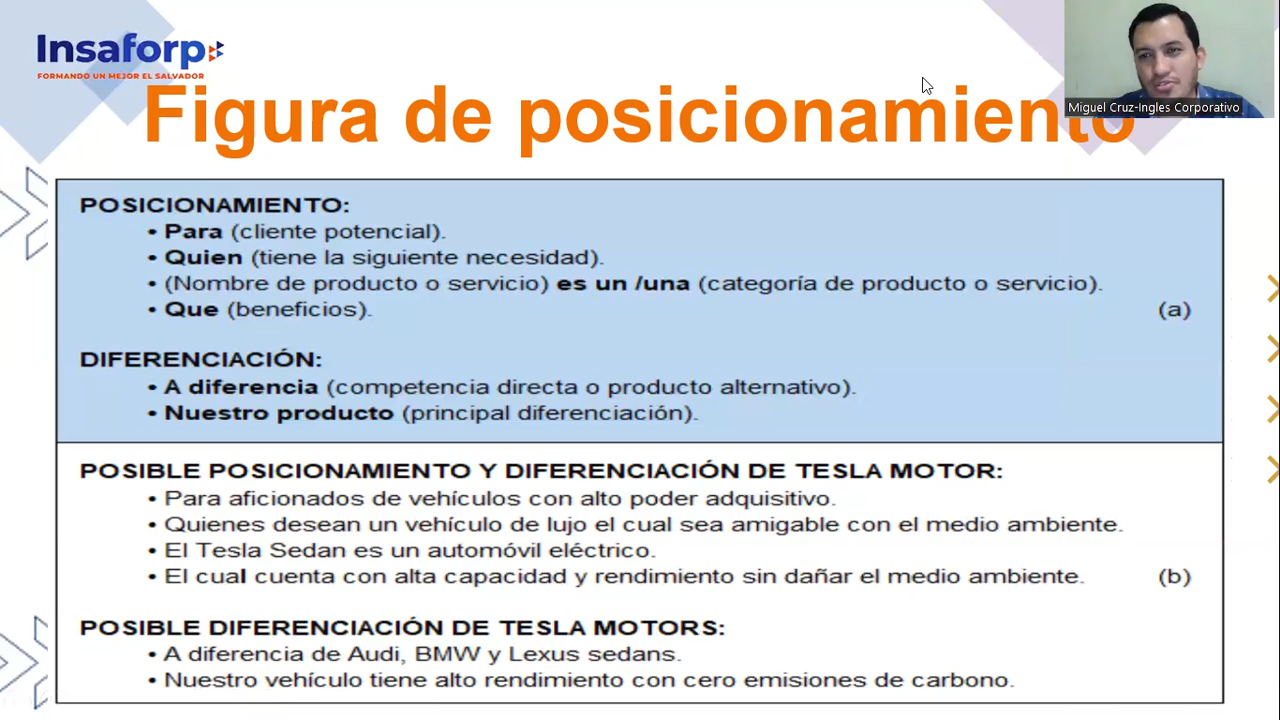 Insaforp
FORMANDO UN MEJOR EL SALVADOR
Figura de posicionamiento
Miguel Cruz-Ingles Corporativo
POSICIONAMIENTO:
• Para (cliente potencial).
• Quien (tiene la siguiente necesidad).
• (Nombre de producto o servicio) es un /una (categoría de producto o servicio).
• Que (beneficios). (a)
DIFERENCIACIÓN:
• A diferencia (competencia directa o producto alternativo).
• Nuestro producto (principal diferenciación).
POSIBLE POSICIONAMIENTO Y DIFERENCIACIÓN DE TESLA MOTOR:
• Para aficionados de vehículos con alto poder adquisitivo.
• Quienes desean un vehículo de lujo el cual sea amigable con el medio ambiente.
• El Tesla Sedan es un automóvil eléctrico.
• El cual cuenta con alta capacidad y rendimiento sin dañar el medio ambiente. (b)
POSIBLE DIFERENCIACIÓN DE TESLA MOTORS:
• A diferencia de Audi, BMW y Lexus sedans.
• Nuestro vehículo tiene alto rendimiento con cero emisiones de carbono.